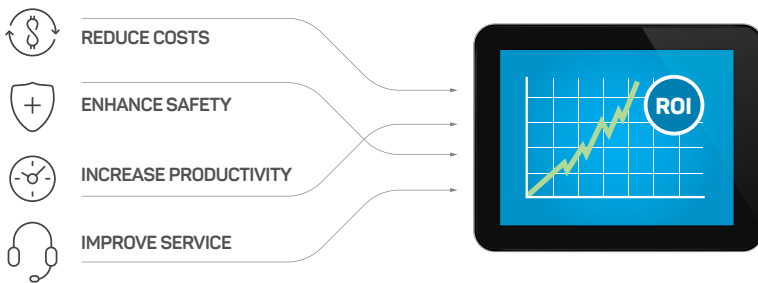 REDUCE COSTS
ENHANCE SAFETY
INCREASE PRODUCTIVITY
IMPROVE SERVICE
ROI